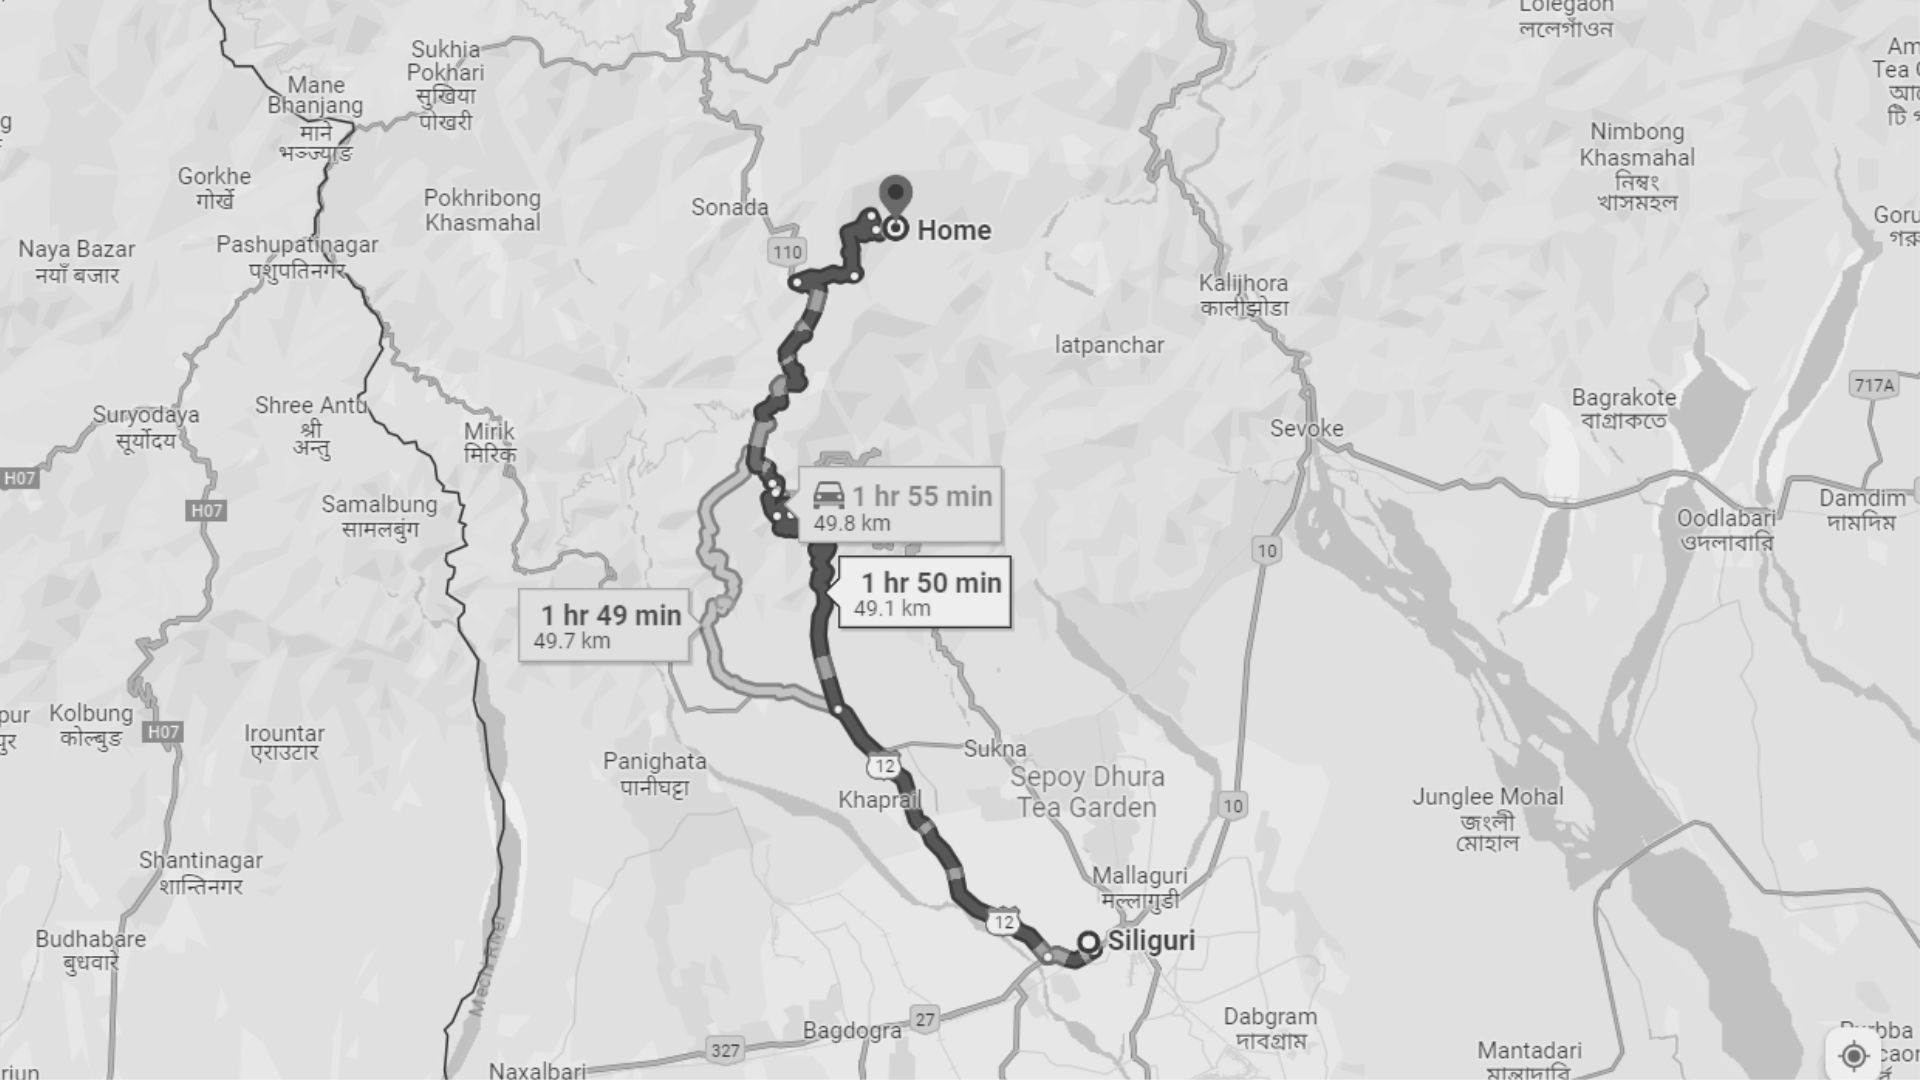 Lolegaon
ললেগাঁওন
Sukhia
Pokhari
सुखिया
पोखरी
Mane
Bhanjang
माने
भञ्ज्याङ
Am
Tea
টি
Nimbong
Khasmahal
निम्बं
খাসমহল
Gorkhe
गोर्खे
Pokhribong
Khasmahal
Sonada
Home
110
Goru
গরু
Naya Bazar
नयाँ बजार
Pashupatinagar
पशुपतिनगर
Kalijhora
कालीझोडा
latpanchar
717A
Bagrakote
বাগ্রাকতে
Suryodaya
सूर्योदय
Shree Antu
श्री
अन्तु
Mirik
मिरिक
Sevoke
H07
H07
Samalbung
सामलबुंग
1 hr 55 min
49.8 km
Damdim
দামদিম
Oodlabari
ওদলাবারি
10
1 hr 50 min
49.1 km
1 hr 49 min
49.7 km
pur
पुर
Kolbung
कोल्बुङ
H07
Irountar
एराउटार
Panighata
पानीघट्टा
Sukna
12
Sepoy Dhura
Tea Garden
Khaprail
10
Junglee Mohal
জংলী
মোহাল
Shantinagar
शान्तिनगर
Mallaguri
मल्लागुडी
Budhabare
बुधवारे
12
Siliguri
Mechi River
Bagdogra
27
Dabgram
দাবগ্রাম
327
Mantadari
মান্তাদারি
Naxalbari